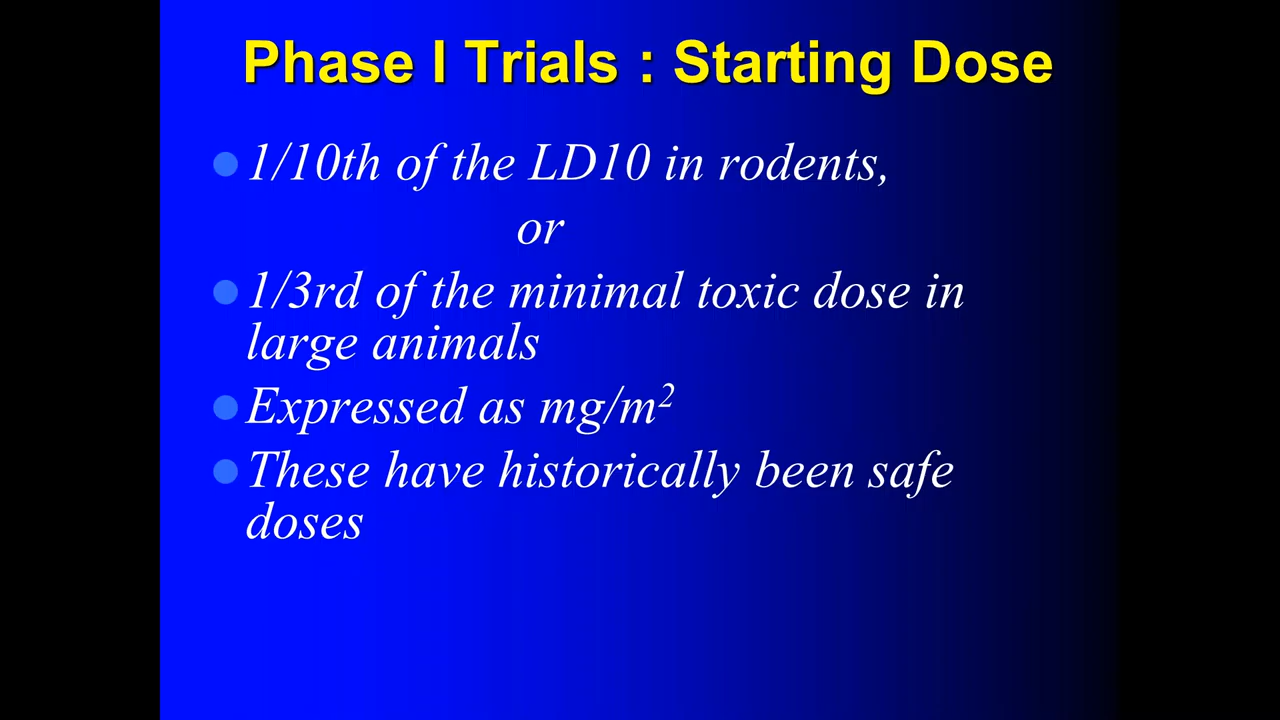 Phase I Trials : Starting Dose
1/10th of the LD10 in rodents,
or
1/3rd of the minimal toxic dose in
large animals
Expressed as mg/m²
These have historically been safe
doses